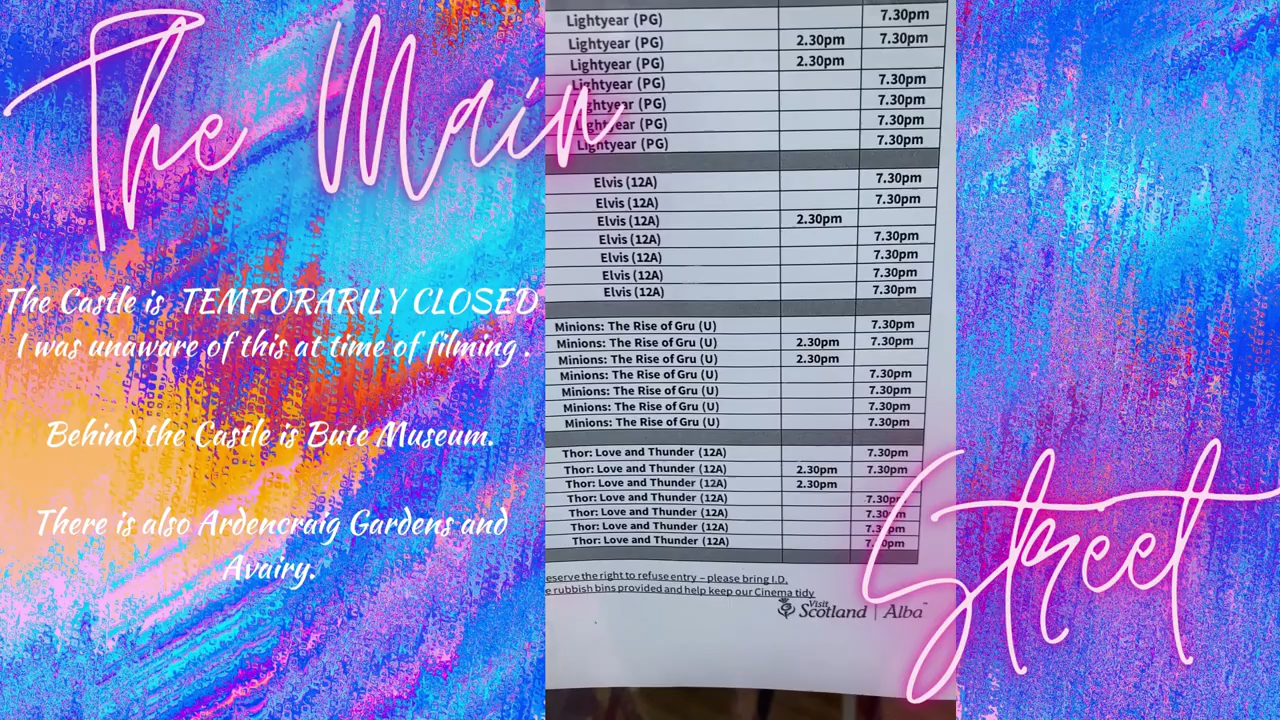 The Main
Street
The Castle is TEMPORARILY CLOSED
I was unaware of this at time of filming .
Behind the Castle is Bute Museum.
There is also Ardencraig Gardens and
Avairy.
Lightyear (PG) 7.30pm
Lightyear (PG) 2.30pm 7.30pm
Lightyear (PG) 2.30pm
Lightyear (PG) 7.30pm
Lightyear (PG) 7.30pm
Lightyear (PG) 7.30pm
Lightyear (PG) 7.30pm
Elvis (12A) 7.30pm
Elvis (12A) 7.30pm
Elvis (12A) 2.30pm
Elvis (12A) 7.30pm
Elvis (12A) 7.30pm
Elvis (12A) 7.30pm
Elvis (12A) 7.30pm
Minions: The Rise of Gru (U) 7.30pm
Minions: The Rise of Gru (U) 2.30pm 7.30pm
Minions: The Rise of Gru (U) 2.30pm
Minions: The Rise of Gru (U) 7.30pm
Minions: The Rise of Gru (U) 7.30pm
Minions: The Rise of Gru (U) 7.30pm
Minions: The Rise of Gru (U) 7.30pm
Thor: Love and Thunder (12A) 7.30pm
Thor: Love and Thunder (12A) 2.30pm 7.30pm
Thor: Love and Thunder (12A) 2.30pm
Thor: Love and Thunder (12A) 7.30pm
Thor: Love and Thunder (12A) 7.30pm
Thor: Love and Thunder (12A) 7.30pm
Thor: Love and Thunder (12A) 7.30pm
eserve the right to refuse entry – please bring I.D.
e rubbish bins provided and help keep our Cinema tidy
Visit
Scotland | Alba™